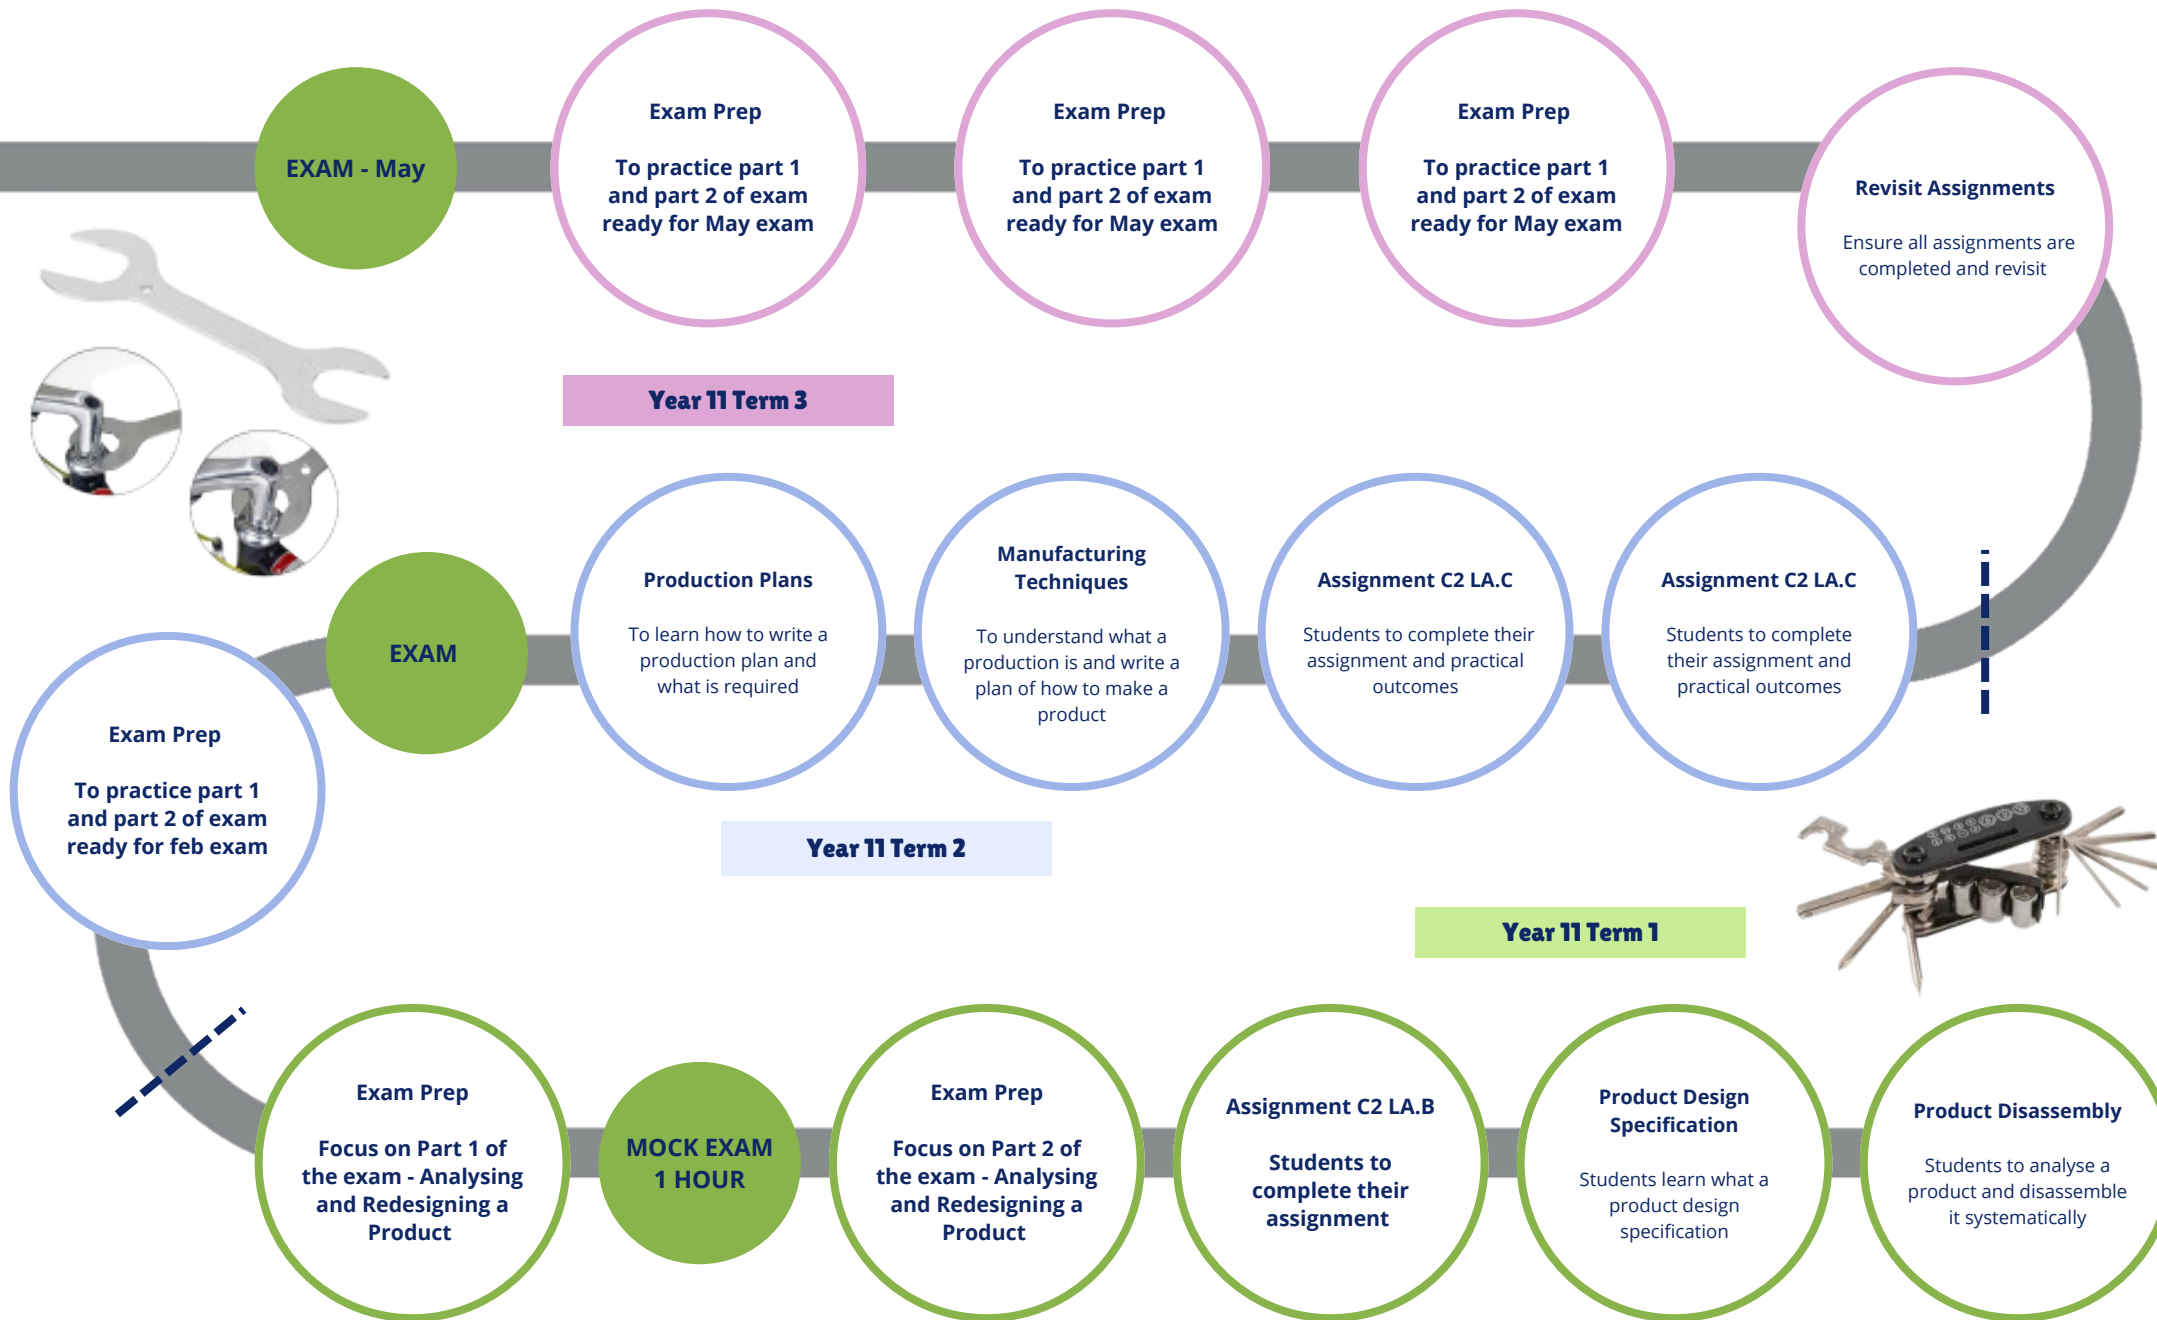 EXAM - May
Exam Prep
To practice part 1
and part 2 of exam
ready for May exam
Exam Prep
To practice part 1
and part 2 of exam
ready for May exam
Exam Prep
To practice part 1
and part 2 of exam
ready for May exam
Revisit Assignments
Ensure all assignments are
completed and revisit
Year 11 Term 3
Exam Prep
To practice part 1
and part 2 of exam
ready for feb exam
EXAM
Production Plans
To learn how to write a
production plan and
what is required
Manufacturing
Techniques
To understand what a
production is and write a
plan of how to make a
product
Assignment C2 LA.C
Students to complete their
assignment and practical
outcomes
Assignment C2 LA.C
Students to complete
their assignment and
practical outcomes
Year 11 Term 2
Year 11 Term 1
Exam Prep
Focus on Part 1 of
the exam - Analysing
and Redesigning a
Product
MOCK EXAM
1 HOUR
Exam Prep
Focus on Part 2 of
the exam - Analysing
and Redesigning a
Product
Assignment C2 LA.B
Students to
complete their
assignment
Product Design
Specification
Students learn what a
product design
specification
Product Disassembly
Students to analyse a
product and disassemble
it systematically